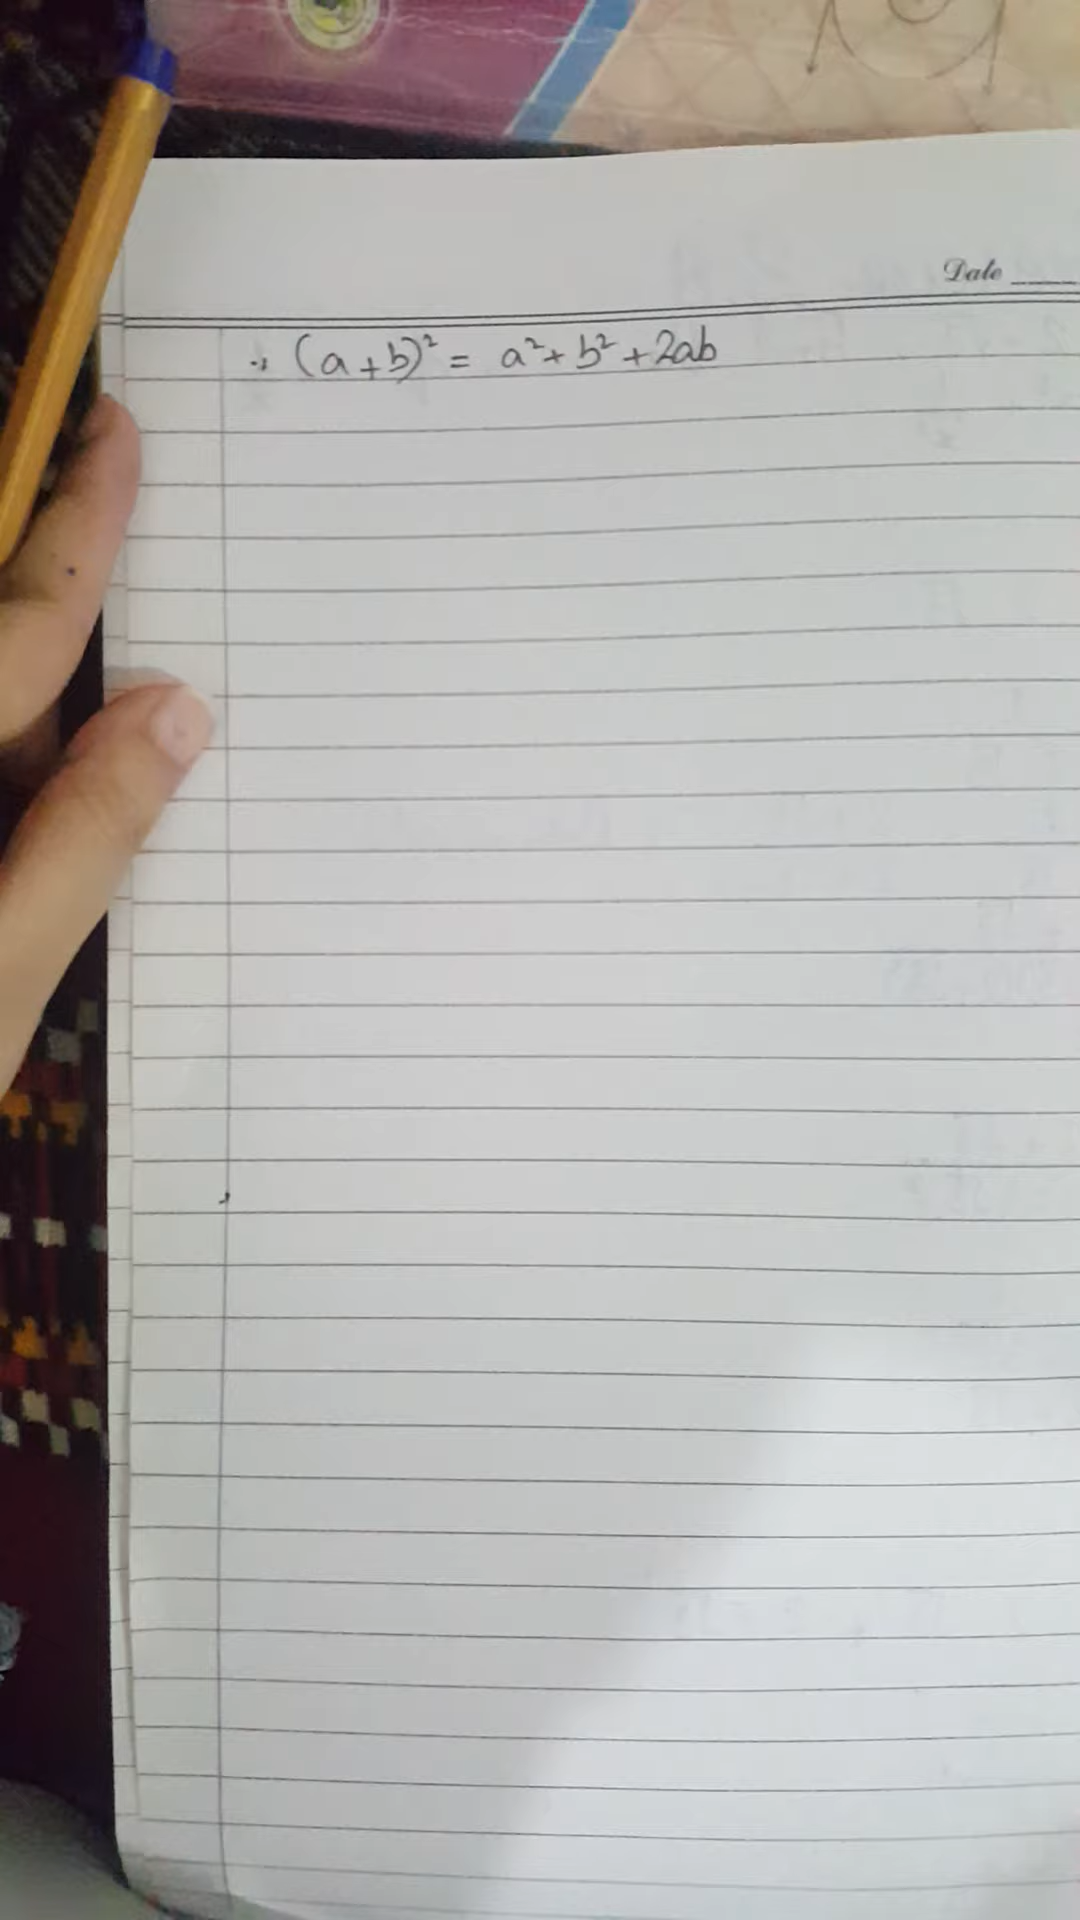 Date
∵ (a+b)² = a²+b²+2ab